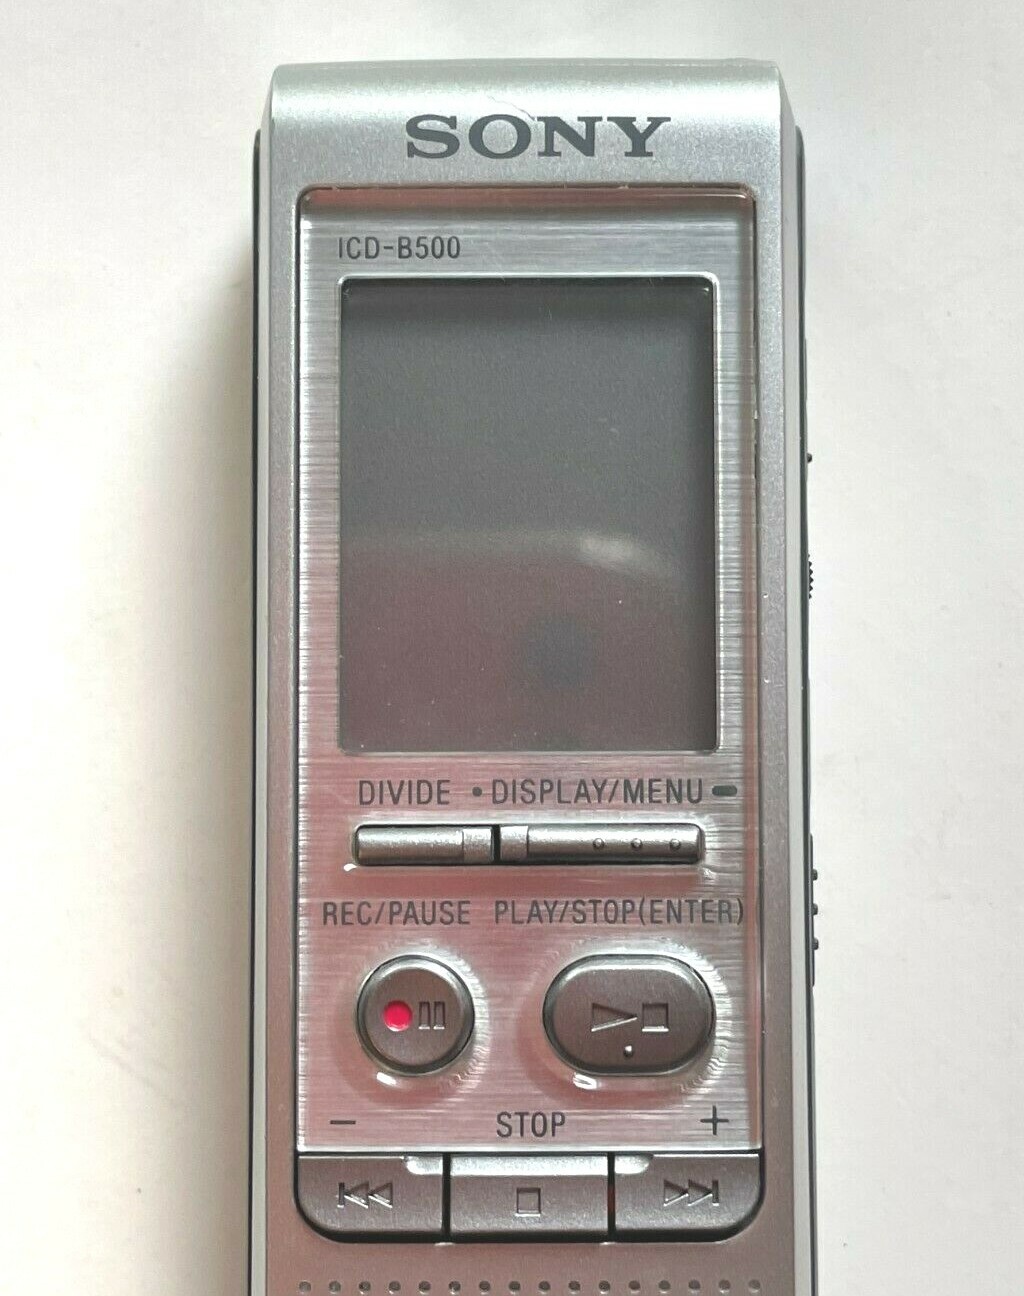 SONY
ICD-B500
DIVIDE • DISPLAY/MENU
REC/PAUSE PLAY/STOP(ENTER)
− STOP +